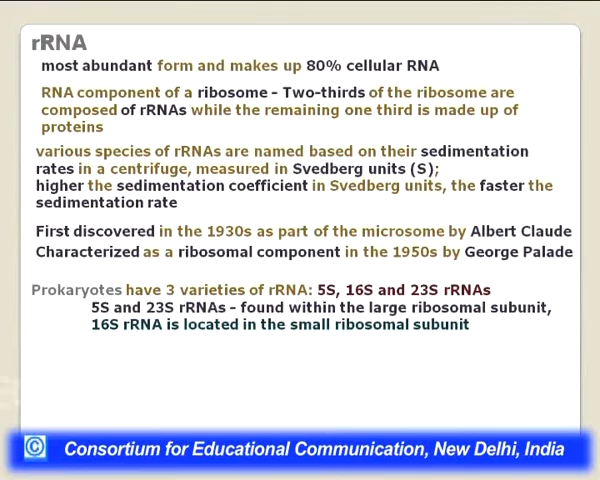 rRNA
most abundant form and makes up 80% cellular RNA
RNA component of a ribosome - Two-thirds of the ribosome are
composed of rRNAs while the remaining one third is made up of
proteins
various species of rRNAs are named based on their sedimentation
rates in a centrifuge, measured in Svedberg units (S);
higher the sedimentation coefficient in Svedberg units, the faster the
sedimentation rate
First discovered in the 1930s as part of the microsome by Albert Claude
Characterized as a ribosomal component in the 1950s by George Palade
Prokaryotes have 3 varieties of rRNA: 5S, 16S and 23S rRNAs
5S and 23S rRNAs - found within the large ribosomal subunit,
16S rRNA is located in the small ribosomal subunit
© Consortium for Educational Communication, New Delhi, India